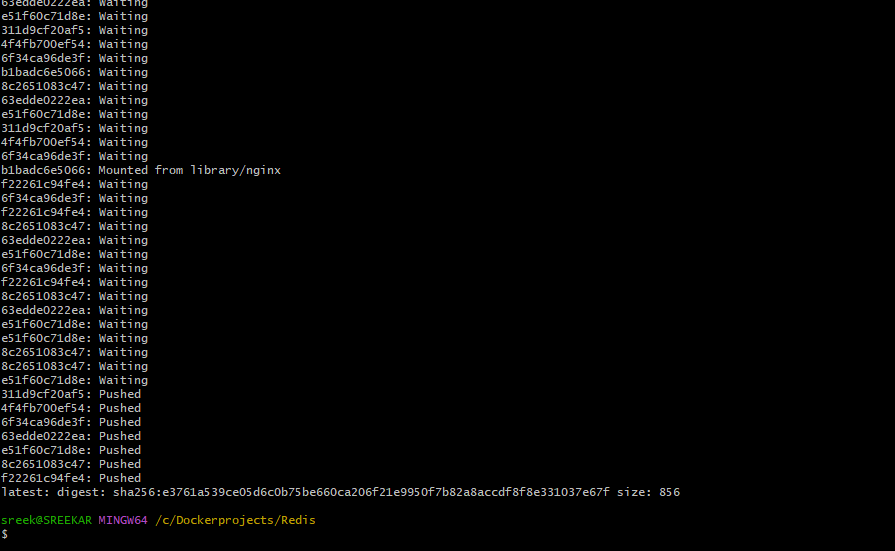 63edde0222ea: Waiting
e51f60c71d8e: Waiting
311d9cf20af5: Waiting
4f4fb700ef54: Waiting
6f34ca96de3f: Waiting
b1badc6e5066: Waiting
8c2651083c47: Waiting
63edde0222ea: Waiting
e51f60c71d8e: Waiting
311d9cf20af5: Waiting
4f4fb700ef54: Waiting
6f34ca96de3f: Waiting
b1badc6e5066: Mounted from library/nginx
f22261c94fe4: Waiting
6f34ca96de3f: Waiting
f22261c94fe4: Waiting
8c2651083c47: Waiting
63edde0222ea: Waiting
e51f60c71d8e: Waiting
6f34ca96de3f: Waiting
f22261c94fe4: Waiting
8c2651083c47: Waiting
63edde0222ea: Waiting
e51f60c71d8e: Waiting
e51f60c71d8e: Waiting
8c2651083c47: Waiting
8c2651083c47: Waiting
e51f60c71d8e: Waiting
311d9cf20af5: Pushed
4f4fb700ef54: Pushed
6f34ca96de3f: Pushed
63edde0222ea: Pushed
e51f60c71d8e: Pushed
8c2651083c47: Pushed
f22261c94fe4: Pushed
latest: digest: sha256:e3761a539ce05d6c0b75be660ca206f21e9950f7b82a8accdf8f8e331037e67f size: 856
sreek@SREEKAR MINGW64 /c/Dockerprojects/Redis
$